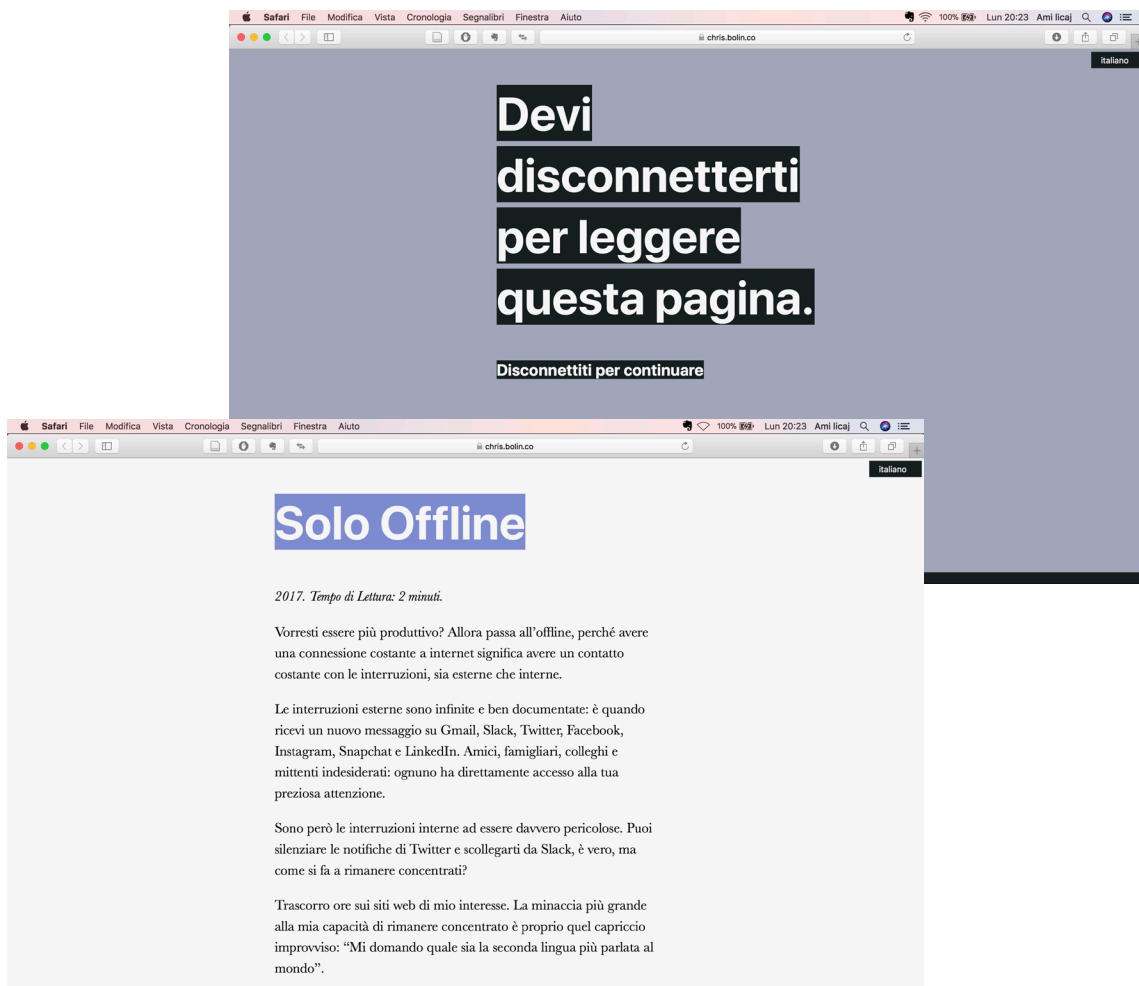 Safari File Modifica Vista Cronologia Segnalibri Finestra Aiuto 100% Lun 20:23 Ami licaj
chris.bolin.co
italiano
Devi
disconnetterti
per leggere
questa pagina.
Disconnettiti per continuare
Safari File Modifica Vista Cronologia Segnalibri Finestra Aiuto 100% Lun 20:23 Ami licaj
chris.bolin.co
italiano
Solo Offline
2017. Tempo di Lettura: 2 minuti.
Vorresti essere più produttivo? Allora passa all’offline, perché avere
una connessione costante a internet significa avere un contatto
costante con le interruzioni, sia esterne che interne.
Le interruzioni esterne sono infinite e ben documentate: è quando
ricevi un nuovo messaggio su Gmail, Slack, Twitter, Facebook,
Instagram, Snapchat e LinkedIn. Amici, famigliari, colleghi e
mittenti indesiderati: ognuno ha direttamente accesso alla tua
preziosa attenzione.
Sono però le interruzioni interne ad essere davvero pericolose. Puoi
silenziare le notifiche di Twitter e scollegarti da Slack, è vero, ma
come si fa a rimanere concentrati?
Trascorro ore sui siti web di mio interesse. La minaccia più grande
alla mia capacità di rimanere concentrato è proprio quel capriccio
improvviso: “Mi domando quale sia la seconda lingua più parlata al
mondo”.